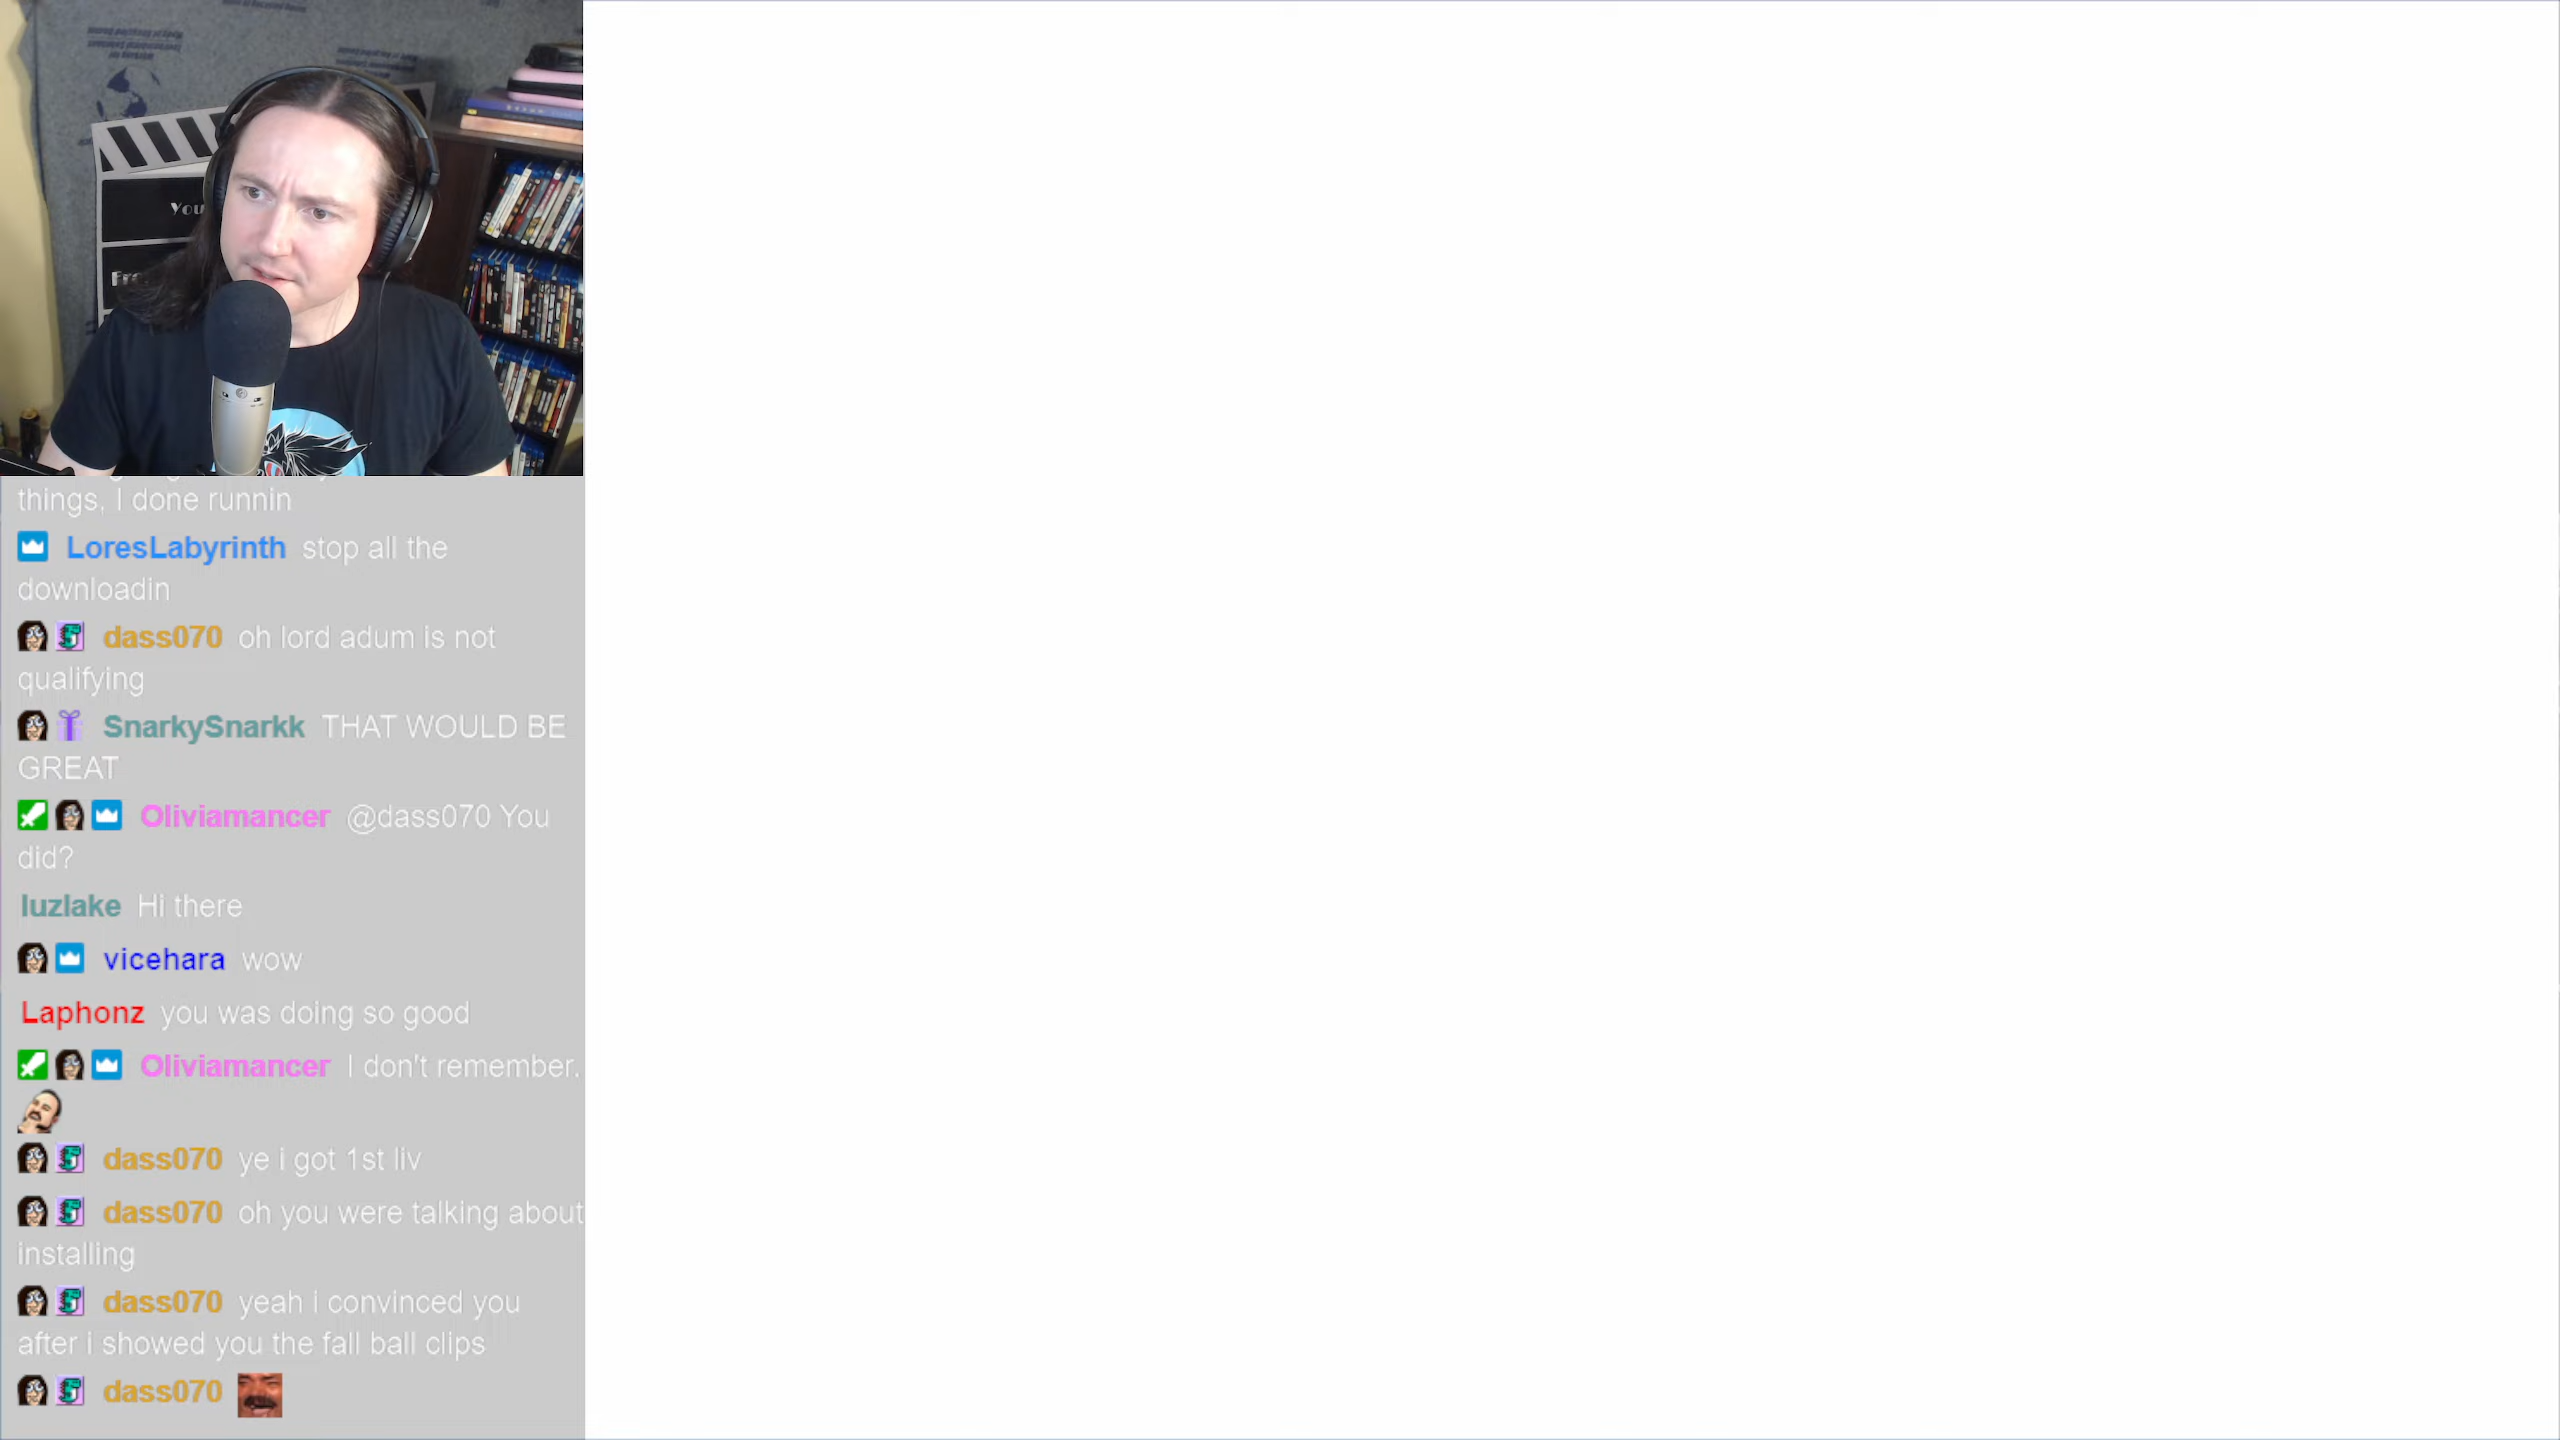 You
things, I done runnin
LoresLabyrinth stop all the
downloadin
dass070 oh lord adum is not
qualifying
SnarkySnarkk THAT WOULD BE
GREAT
Oliviamancer @dass070 You
did?
luzlake Hi there
vicehara wow
Laphonz you was doing so good
Oliviamancer I don't remember.
dass070 ye i got 1st liv
dass070 oh you were talking about
installing
dass070 yeah i convinced you
after i showed you the fall ball clips
dass070